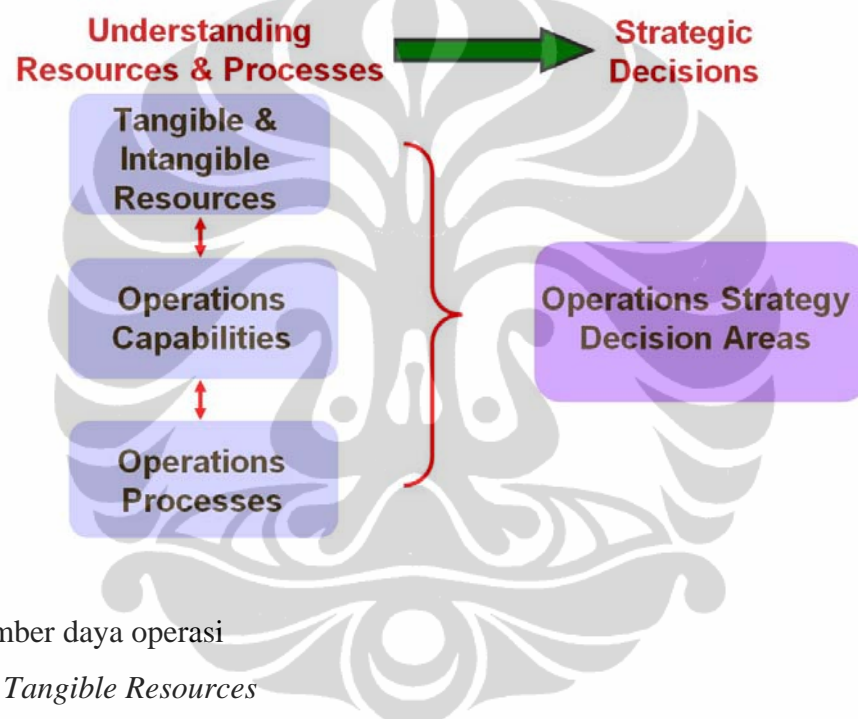 Understanding
Resources & Processes
Strategic
Decisions
Tangible &
Intangible
Resources
Operations
Capabilities
Operations
Processes
Operations Strategy
Decision Areas
daya operasi
Tangible Resources